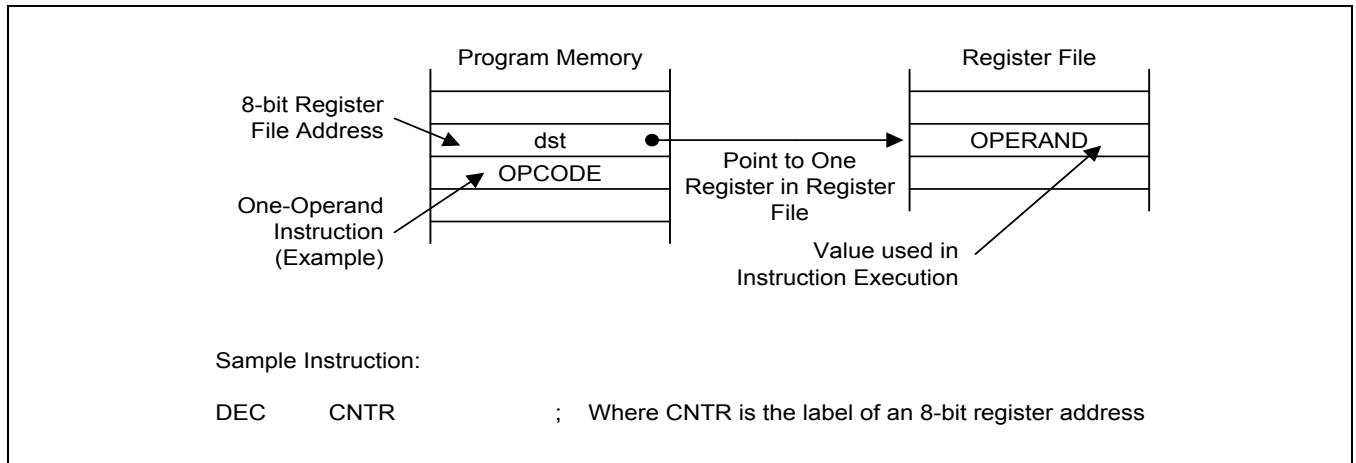 Program Memory
Register File
8-bit Register
File Address
dst
OPERAND
OPCODE
Point to One
Register in Register
File
One-Operand
Instruction
(Example)
Value used in
Instruction Execution
Sample Instruction:
DEC CNTR ; Where CNTR is the label of an 8-bit register address